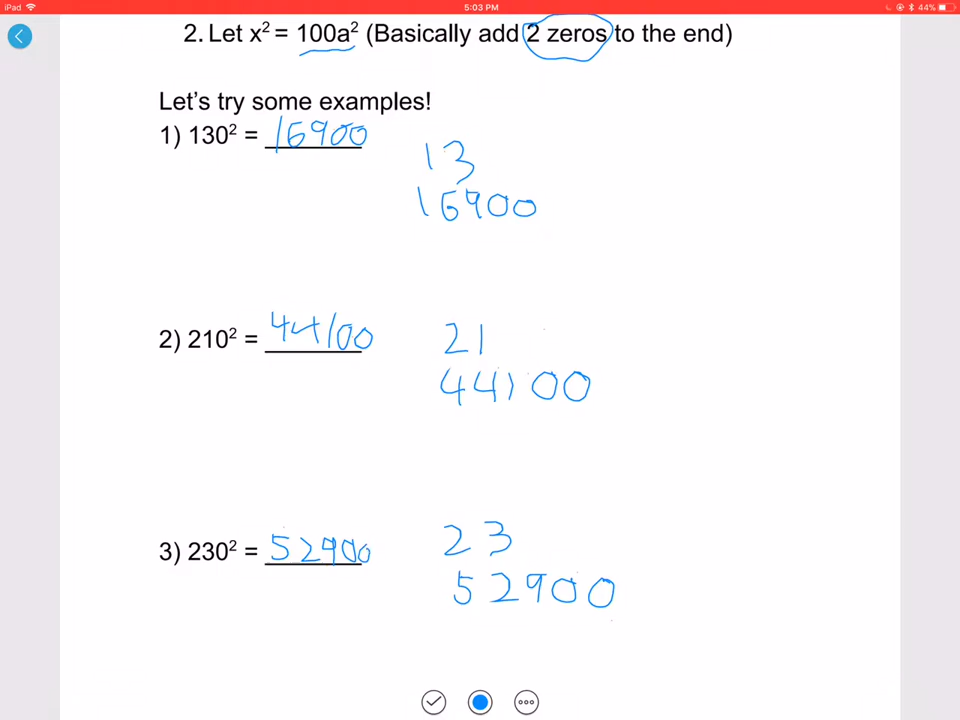 iPad 5:03 PM 44%
2. Let x² = 100a² (Basically add 2 zeros to the end)
Let's try some examples!
1) 130² = 16900
13
16900
2) 210² = 44100
21
44100
3) 230² = 52900
23
52900